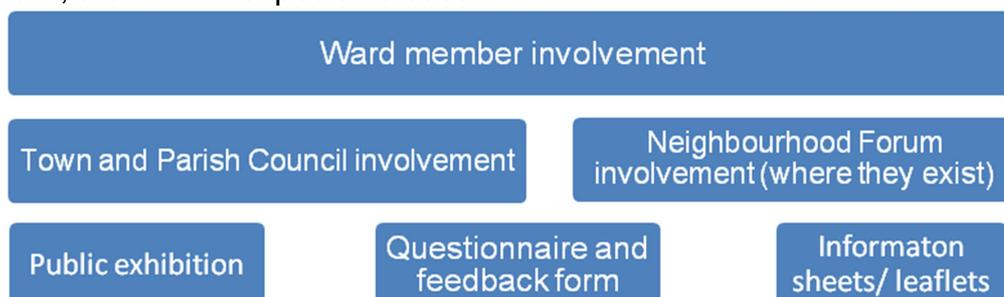 Ward member involvement
Town and Parish Council involvement
Neighbourhood Forum
involvement (where they exist)
Public exhibition
Questionnaire and
feedback form
Informaton
sheets/ leaflets